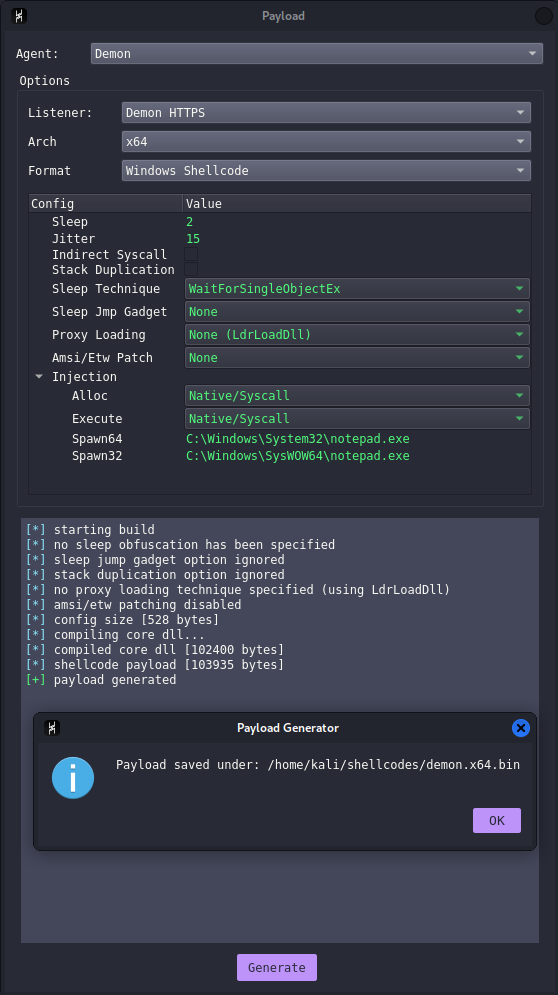 Payload
Agent: Demon
Options
Listener: Demon HTTPS
Arch x64
Format Windows Shellcode
Config Value
Sleep 2
Jitter 15
Indirect Syscall
Stack Duplication
Sleep Technique WaitForSingleObjectEx
Sleep Jmp Gadget None
Proxy Loading None (LdrLoadDll)
Amsi/Etw Patch None
Injection
Alloc Native/Syscall
Execute Native/Syscall
Spawn64 C:\Windows\System32\notepad.exe
Spawn32 C:\Windows\SysWOW64\notepad.exe
[*] starting build
[*] no sleep obfuscation has been specified
[*] sleep jump gadget option ignored
[*] stack duplication option ignored
[*] no proxy loading technique specified (using LdrLoadDll)
[*] amsi/etw patching disabled
[*] config size [528 bytes]
[*] compiling core dll...
[*] compiled core dll [102400 bytes]
[*] shellcode payload [103935 bytes]
[+] payload generated
Payload Generator
Payload saved under: /home/kali/shellcodes/demon.x64.bin
OK
Generate